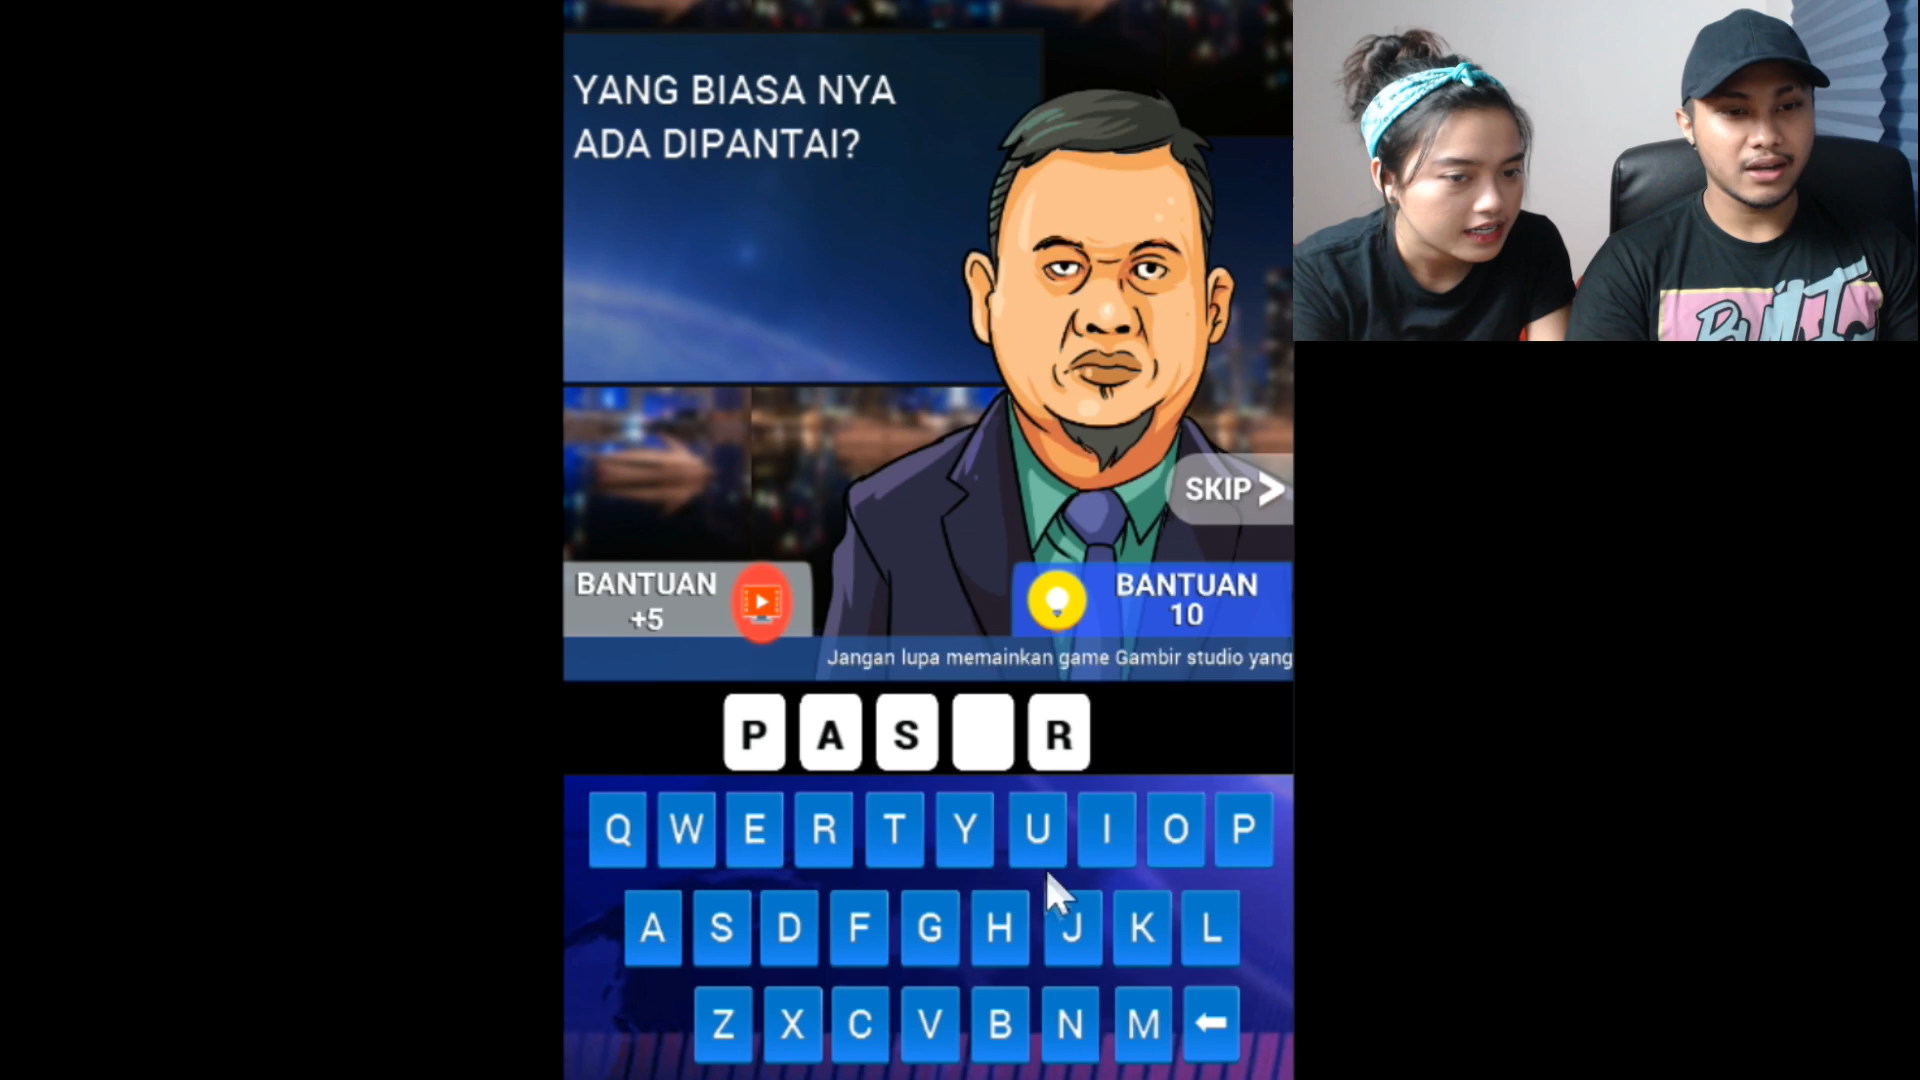 YANG BIASA NYA
ADA DIPANTAI?
SKIP >
BANTUAN
+5
BANTUAN
10
Jangan lupa memainkan game Gambir studio yang
P A S R
Q W E R T Y U I O P
A S D F G H J K L
Z X C V B N M